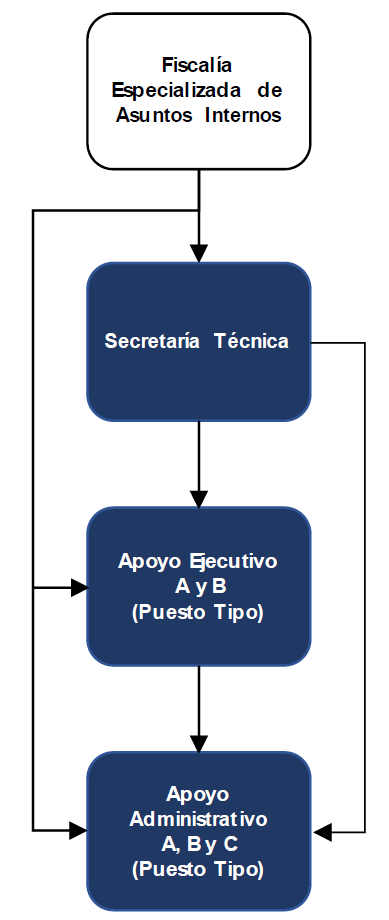 Fiscalía
Especializada de
Asuntos Internos
Secretaría Técnica
Apoyo Ejecutivo
A y B
(Puesto Tipo)
Apoyo
Administrativo
A, B y C
(Puesto Tipo)